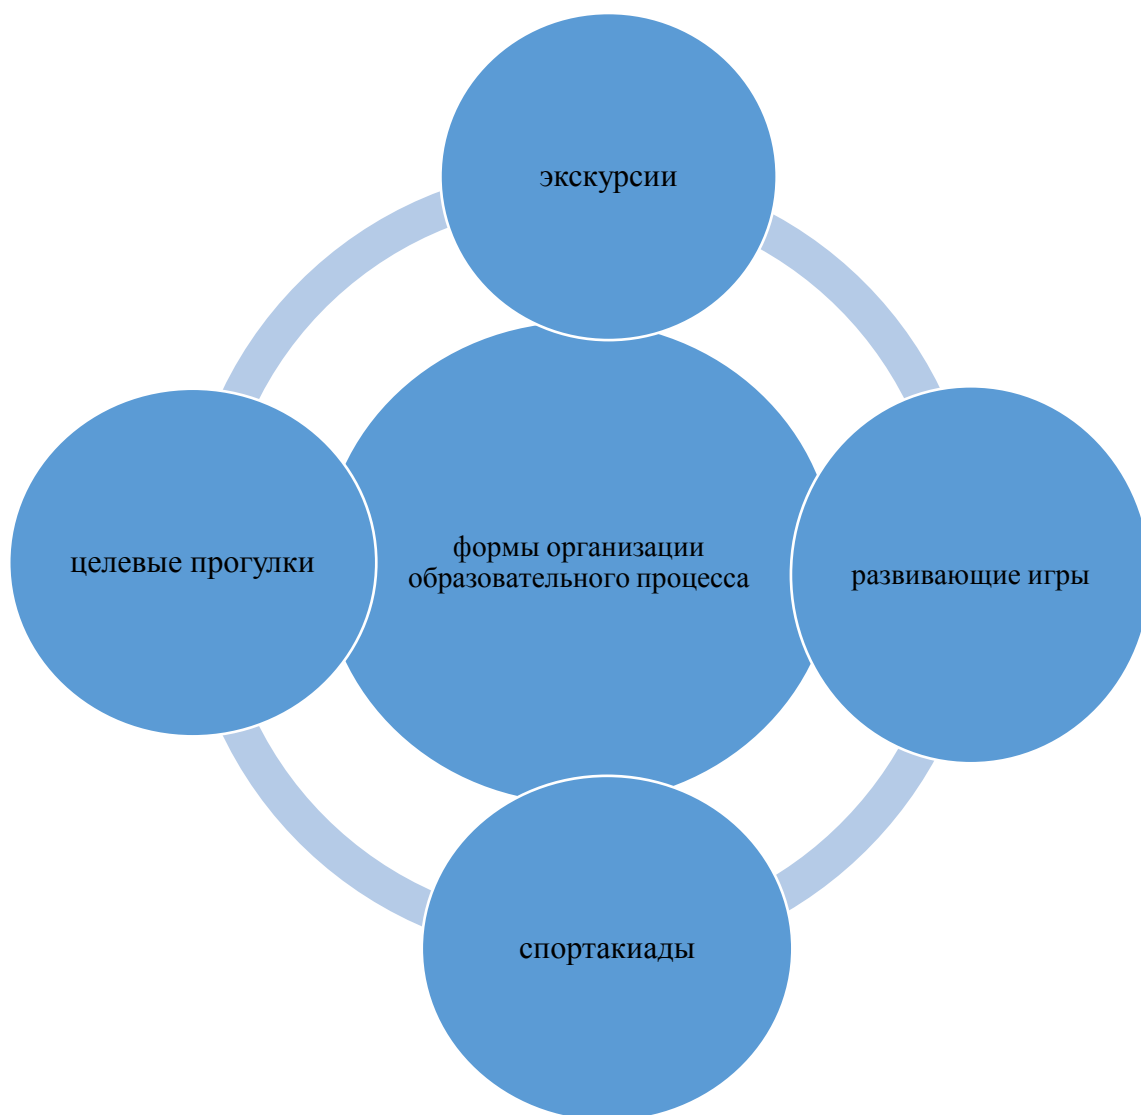 экскурсии
целевые прогулки
формы организации
образовательного процесса
развивающие игры
спортакиады